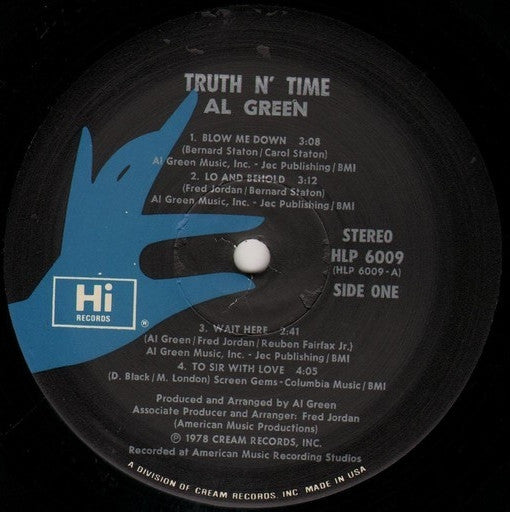 TRUTH N' TIME
AL GREEN
1. BLOW ME DOWN 3:08
(Bernard Staton/Carol Staton)
Al Green Music, Inc. - Jec Publishing/BMI
2. LO AND BEHOLD 3:12
(Fred Jordan/Bernard Staton)
Al Green Music, Inc. - Jec Publishing/BMI
STEREO
HLP 6009
(HLP 6009-A)
SIDE ONE
Hi
RECORDS
®
3. WAIT HERE 2:41
(Al Green/Fred Jordan/Reuben Fairfax Jr.)
Al Green Music, Inc. - Jec Publishing/BMI
4. TO SIR WITH LOVE 4:05
(D. Black/M. London) Screen Gems-Columbia Music/BMI
Produced and Arranged by Al Green
Associate Producer and Arranger: Fred Jordan
(American Music Productions)
℗ 1978 CREAM RECORDS, INC.
Recorded at American Music Recording Studios
A DIVISION OF CREAM RECORDS, INC. MADE IN USA